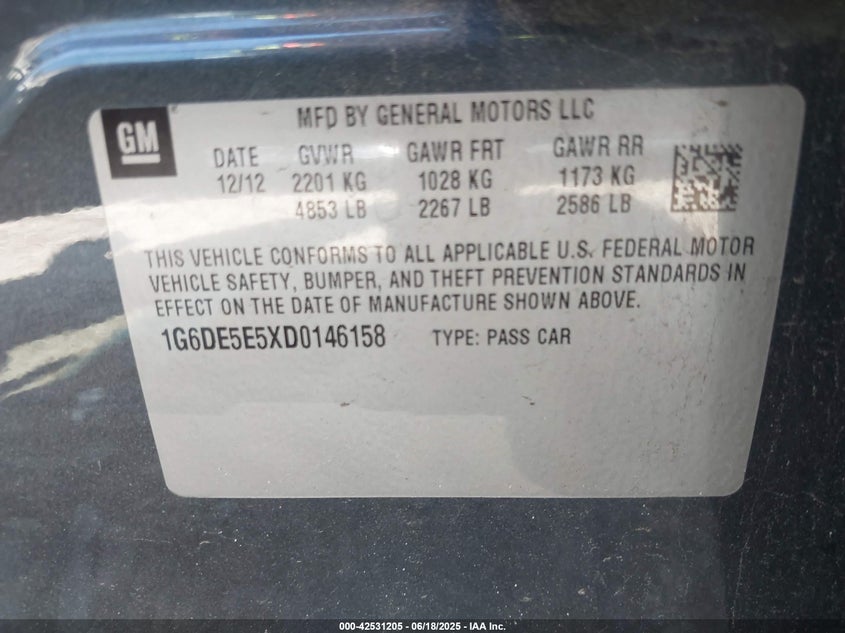 MFD BY GENERAL MOTORS LLC
GM
DATE GVWR GAWR FRT GAWR RR
12/12 2201 KG 1028 KG 1173 KG
4853 LB 2267 LB 2586 LB
THIS VEHICLE CONFORMS TO ALL APPLICABLE U.S. FEDERAL MOTOR
VEHICLE SAFETY, BUMPER, AND THEFT PREVENTION STANDARDS IN
EFFECT ON THE DATE OF MANUFACTURE SHOWN ABOVE.
1G6DE5E5XD0146158 TYPE: PASS CAR
000-42531205 - 06/18/2025 - IAA Inc.